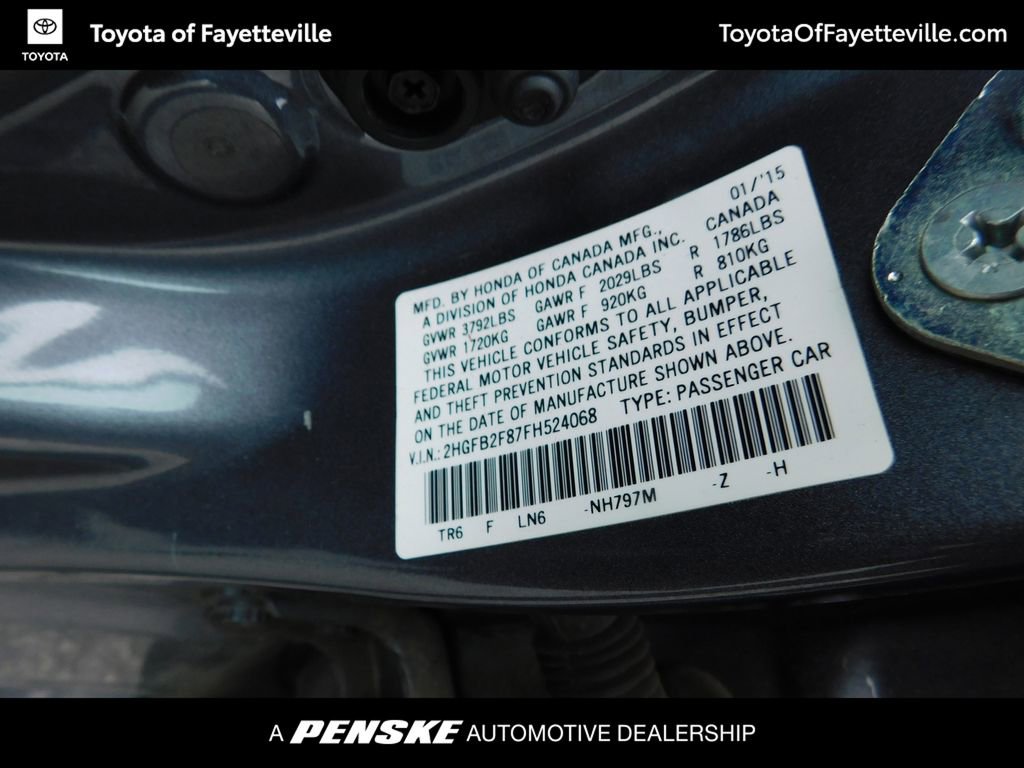 TOYOTA
Toyota of Fayetteville
ToyotaOfFayetteville.com
MFD. BY HONDA OF CANADA MFG., 01/'15
A DIVISION OF HONDA CANADA INC. CANADA
GVWR 3792LBS GAWR F 2029LBS R 1786LBS
GVWR 1720KG GAWR F 920KG R 810KG
THIS VEHICLE CONFORMS TO ALL APPLICABLE
FEDERAL MOTOR VEHICLE SAFETY, BUMPER,
AND THEFT PREVENTION STANDARDS IN EFFECT
ON THE DATE OF MANUFACTURE SHOWN ABOVE.
V.I.N.: 2HGFB2F87FH524068 TYPE: PASSENGER CAR
TR6 F LN6 -NH797M -Z -H
A PENSKE AUTOMOTIVE DEALERSHIP